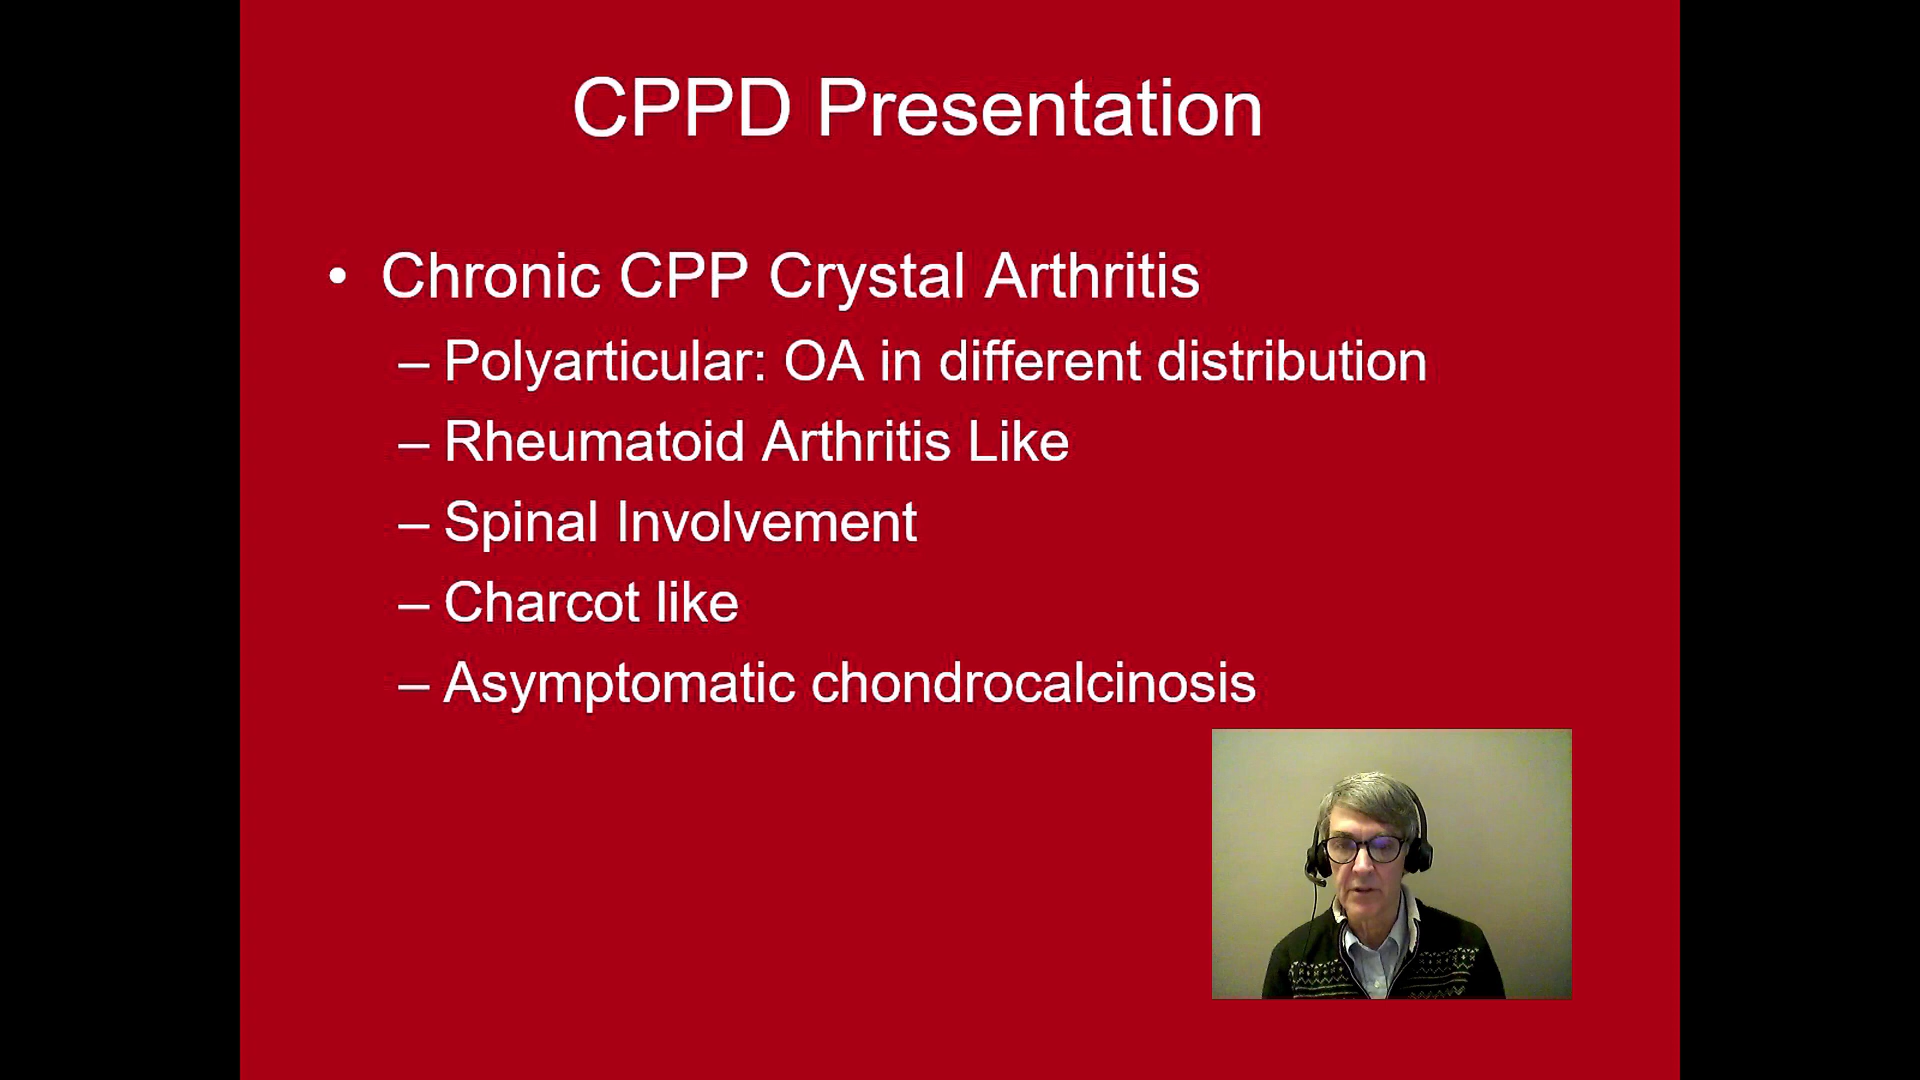 CPPD Presentation
• Chronic CPP Crystal Arthritis
– Polyarticular: OA in different distribution
– Rheumatoid Arthritis Like
– Spinal Involvement
– Charcot like
– Asymptomatic chondrocalcinosis